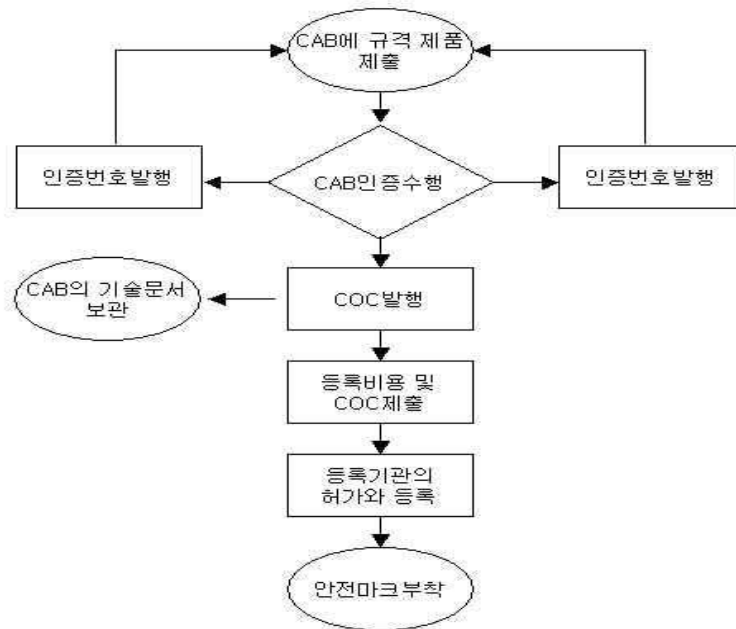 CAB에 규격 제품
제출
인증번호발행
CAB인증수행
인증번호발행
CAB의 기술문서
보관
COC발행
등록비용 및
COC제출
등록기관의
허가와 등록
안전마크부착